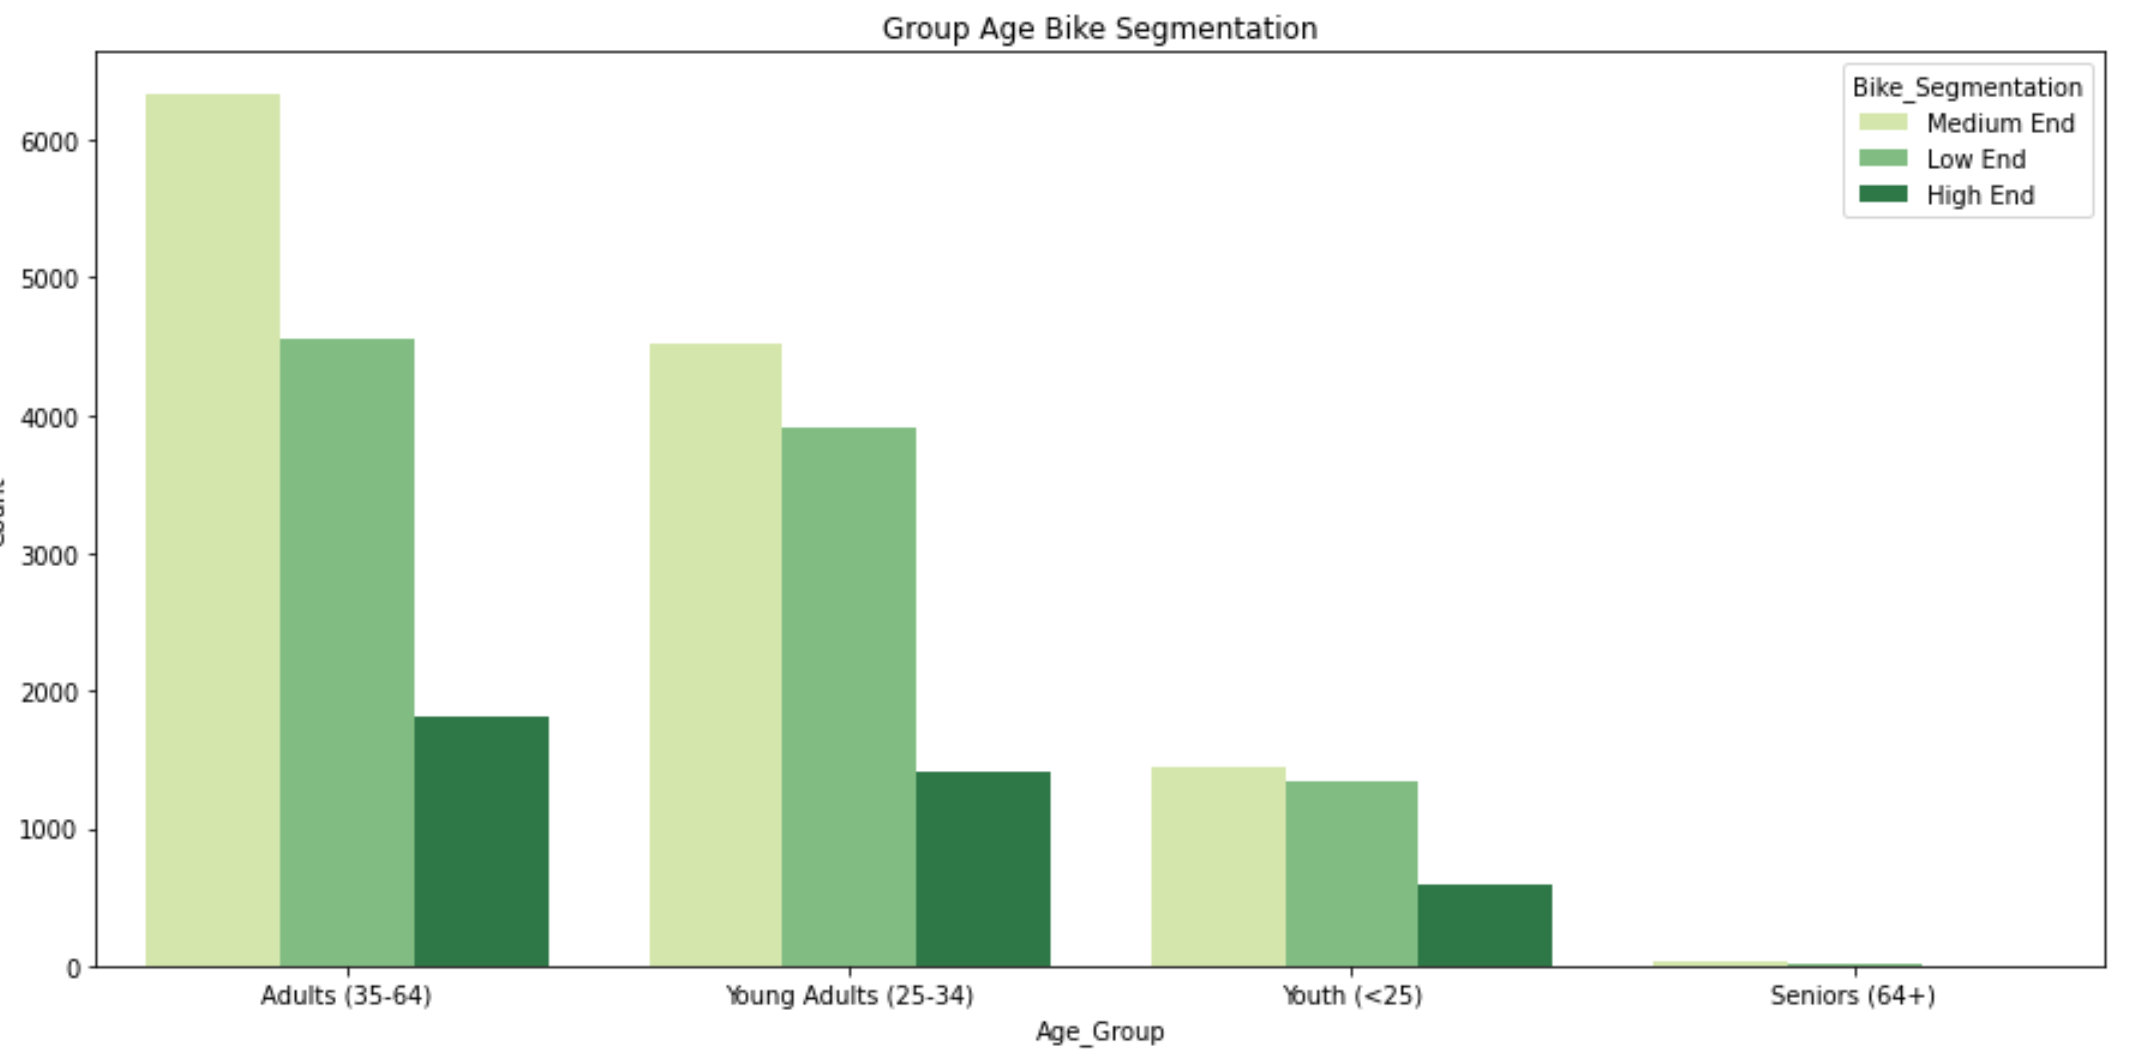 Group Age Bike Segmentation
Bike_Segmentation
Medium End
Low End
High End
6000
5000
4000
3000
2000
1000
0
Adults (35-64)
Young Adults (25-34)
Youth (<25)
Seniors (64+)
Age_Group